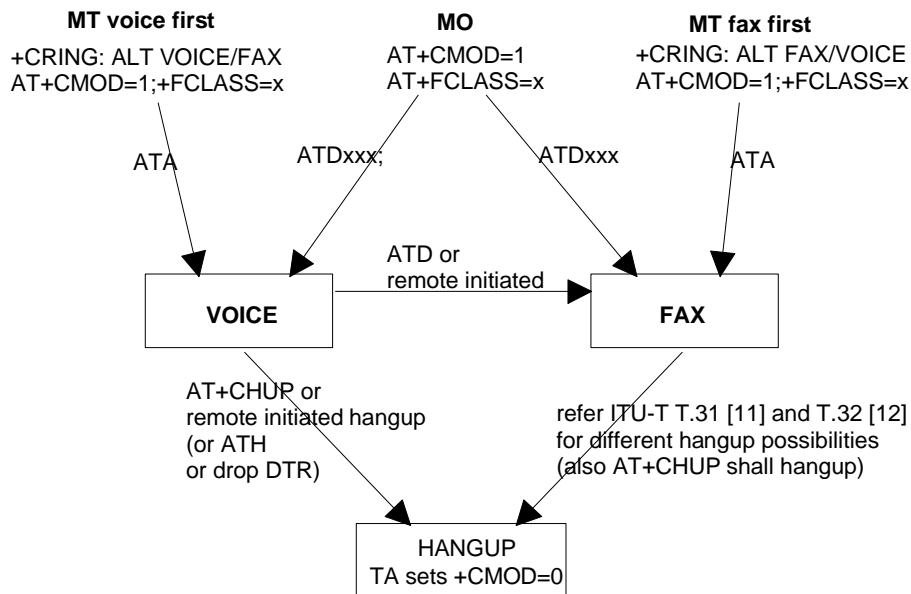 MT voice first
+CRING: ALT VOICE/FAX
AT+CMOD=1;+FCLASS=x
MO
AT+CMOD=1
AT+FCLASS=x
MT fax first
+CRING: ALT FAX/VOICE
AT+CMOD=1;+FCLASS=x
ATA
ATDxxx;
ATDxxx
ATA
ATD or
remote initiated
VOICE
FAX
AT+CHUP or
remote initiated hangup
(or ATH
or drop DTR)
refer ITU-T T.31 [11] and T.32 [12]
for different hangup possibilities
(also AT+CHUP shall hangup)
HANGUP
TA sets +CMOD=0